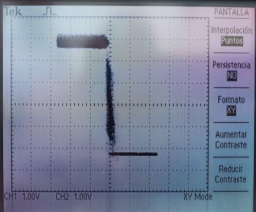 Tek
PANTALLA
Interpolación
Puntos
Persistencia
NO
Formato
XY
Aumentar
Contraste
Reducir
Contraste
CH1 1.00V CH2 1.00V XY Mode